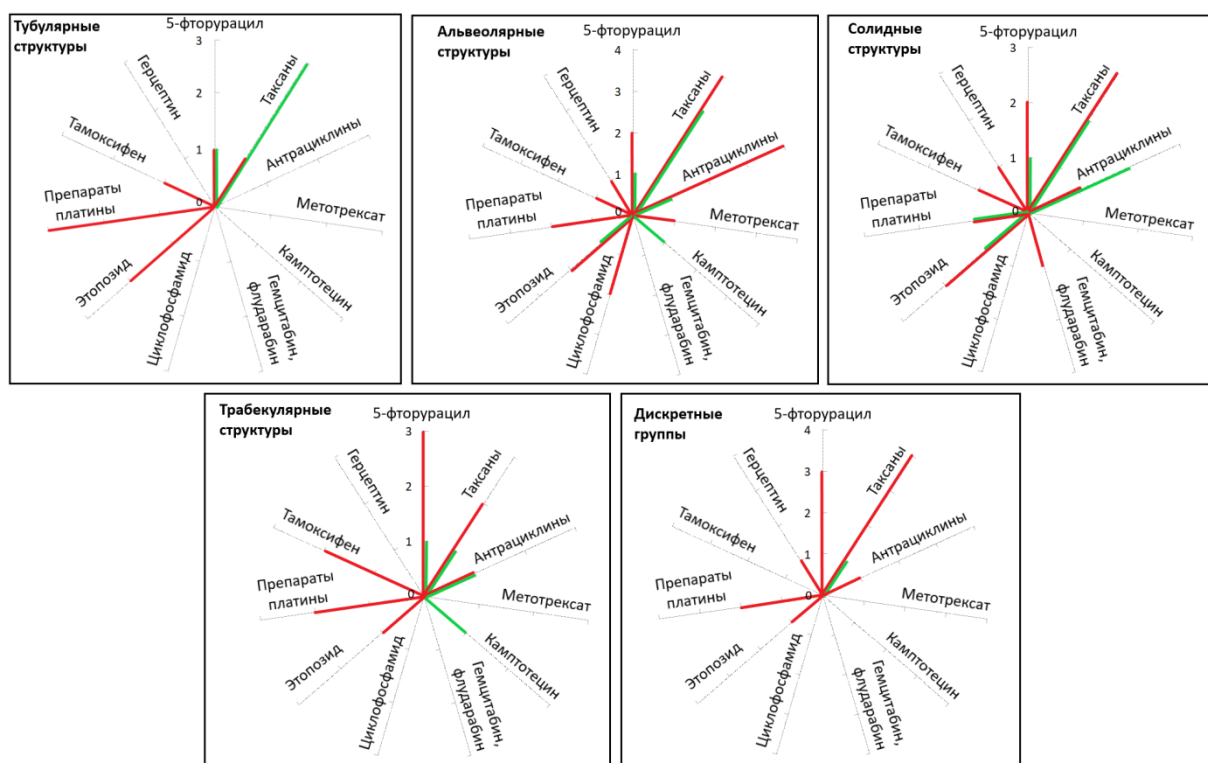 Тубулярные
структуры
5-фторурацил
3
2
1
0
Таксаны
Антрациклины
Метотрексат
Камптотецин
Гемцитабин,
флударабин
Циклофосфамид
Этопозид
Препараты
платины
Тамоксифен
Герцептин
Альвеолярные
структуры
5-фторурацил
4
3
2
1
0
Таксаны
Антрациклины
Метотрексат
Камптотецин
Гемцитабин,
флударабин
Циклофосфамид
Этопозид
Препараты
платины
Тамоксифен
Герцептин
Солидные
структуры
5-фторурацил
3
2
1
0
Таксаны
Антрациклины
Метотрексат
Камптотецин
Гемцитабин,
флударабин
Циклофосфамид
Этопозид
Препараты
платины
Тамоксифен
Герцептин
Трабекулярные
структуры
5-фторурацил
3
2
1
0
Таксаны
Антрациклины
Метотрексат
Камптотецин
Гемцитабин,
флударабин
Циклофосфамид
Этопозид
Препараты
платины
Тамоксифен
Герцептин
Дискретные
группы
5-фторурацил
4
3
2
1
0
Таксаны
Антрациклины
Метотрексат
Камптотецин
Гемцитабин,
флударабин
Циклофосфамид
Этопозид
Препараты
платины
Тамоксифен
Герцептин